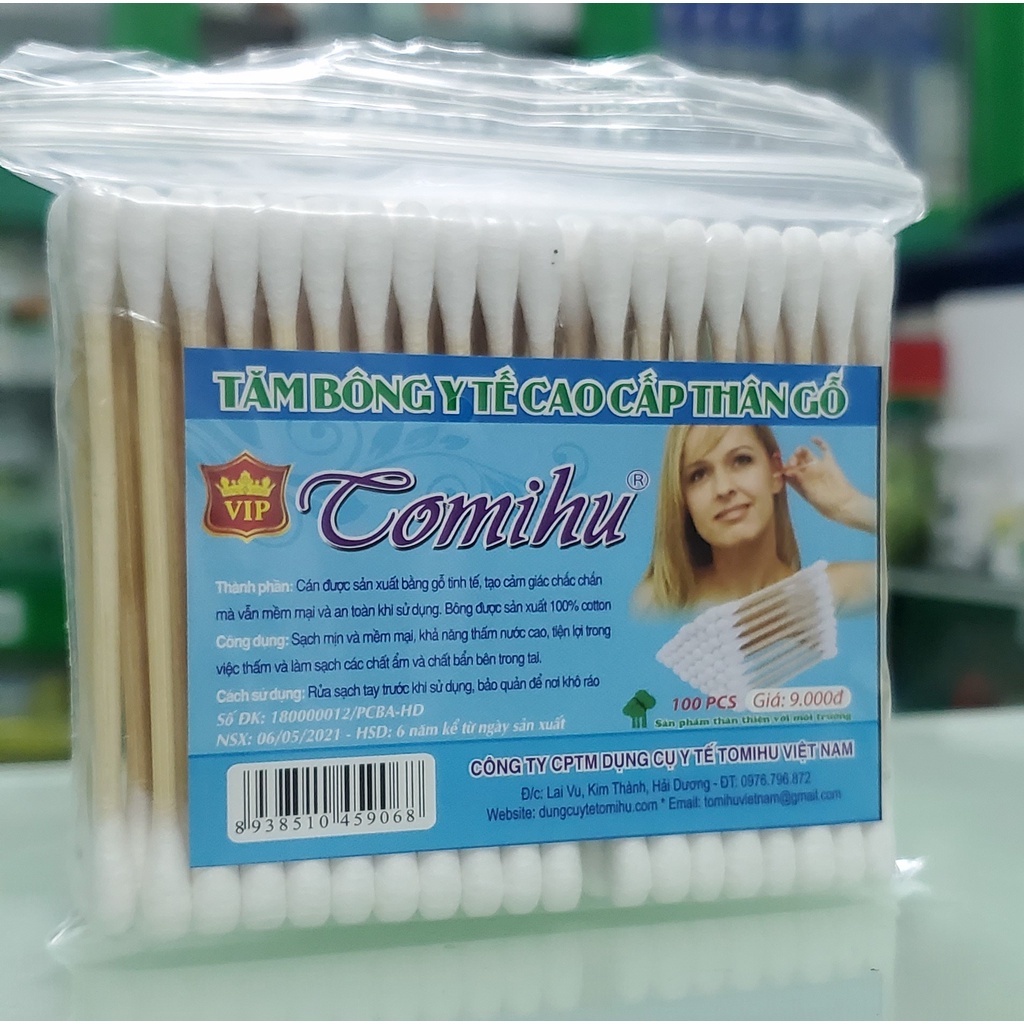 TĂM BÔNG Y TẾ CAO CẤP THÂN GỖ
VIP
Tomihu®
Thành phần: Cán được sản xuất bằng gỗ tinh tế, tạo cảm giác chắc chắn
mà vẫn mềm mại và an toàn khi sử dụng. Bông được sản xuất 100% cotton
Công dụng: Sạch mịn và mềm mại, khả năng thấm nước cao, tiện lợi trong
việc thấm và làm sạch các chất ẩm và chất bẩn bên trong tai.
Cách sử dụng: Rửa sạch tay trước khi sử dụng, bảo quản để nơi khô ráo
Số ĐK: 180000012/PCBA-HD
NSX: 06/05/2021 - HSD: 6 năm kể từ ngày sản xuất
100 PCS Giá: 9.000đ
Sản phẩm thân thiện với môi trường
8938510459068
CÔNG TY CPTM DỤNG CỤ Y TẾ TOMIHU VIỆT NAM
Đ/c: Lai Vu, Kim Thành, Hải Dương - ĐT: 0976.796.872
Website: dungcuytetomihu.com * Email: tomihuvietnam@gmail.com